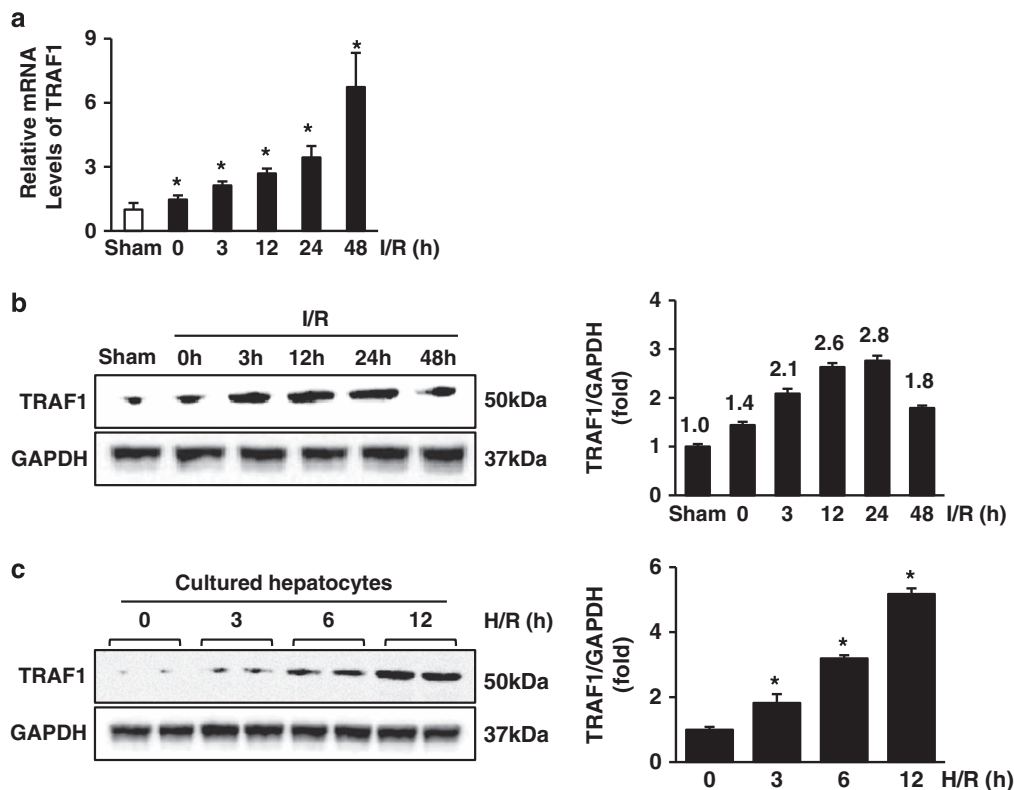 a
Relative mRNA
Levels of TRAF1
9
6
3
0
* * * * *
Sham 0 3 12 24 48 I/R (h)
b
I/R
Sham 0h 3h 12h 24h 48h
TRAF1 50kDa
GAPDH 37kDa
TRAF1/GAPDH
(fold)
4
3
2
1
0
1.0 1.4 2.1 2.6 2.8 1.8
Sham 0 3 12 24 48 I/R (h)
c
Cultured hepatocytes
0 3 6 12 H/R (h)
TRAF1 50kDa
GAPDH 37kDa
TRAF1/GAPDH
(fold)
6
4
2
0
* * *
0 3 6 12 H/R (h)